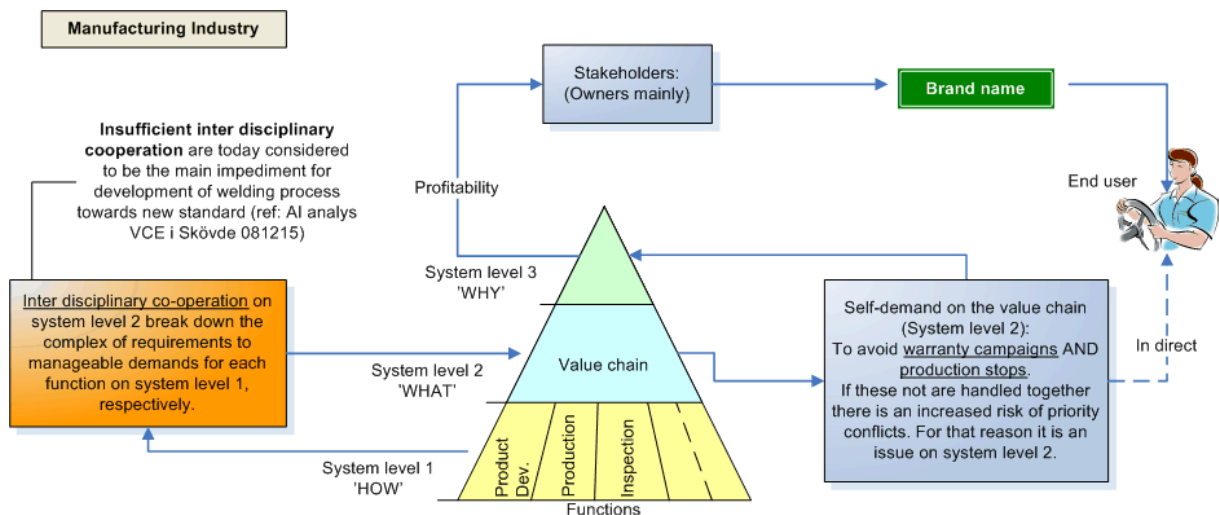 Manufacturing Industry
Insufficient inter disciplinary
cooperation are today considered
to be the main impediment for
development of welding process
towards new standard (ref: AI analys
VCE i Skövde 081215)
Inter disciplinary co-operation on
system level 2 break down the
complex of requirements to
manageable demands for each
function on system level 1,
respectively.
Stakeholders:
(Owners mainly)
Brand name
Profitability
End user
System level 3
'WHY'
System level 2
'WHAT'
System level 1
'HOW'
Value chain
Product
Dev.
Production
Inspection
Functions
Self-demand on the value chain
(System level 2):
To avoid warranty campaigns AND
production stops.
If these not are handled together
there is an increased risk of priority
conflicts. For that reason it is an
issue on system level 2.
In direct